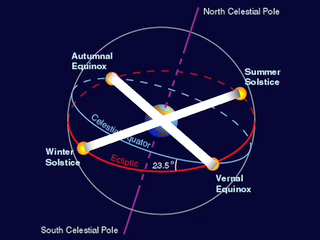 North Celestial Pole
Autumnal
Equinox
Summer
Solstice
Celestial Equator
Winter
Solstice
Ecliptic
23.5°
Vernal
Equinox
South Celestial Pole